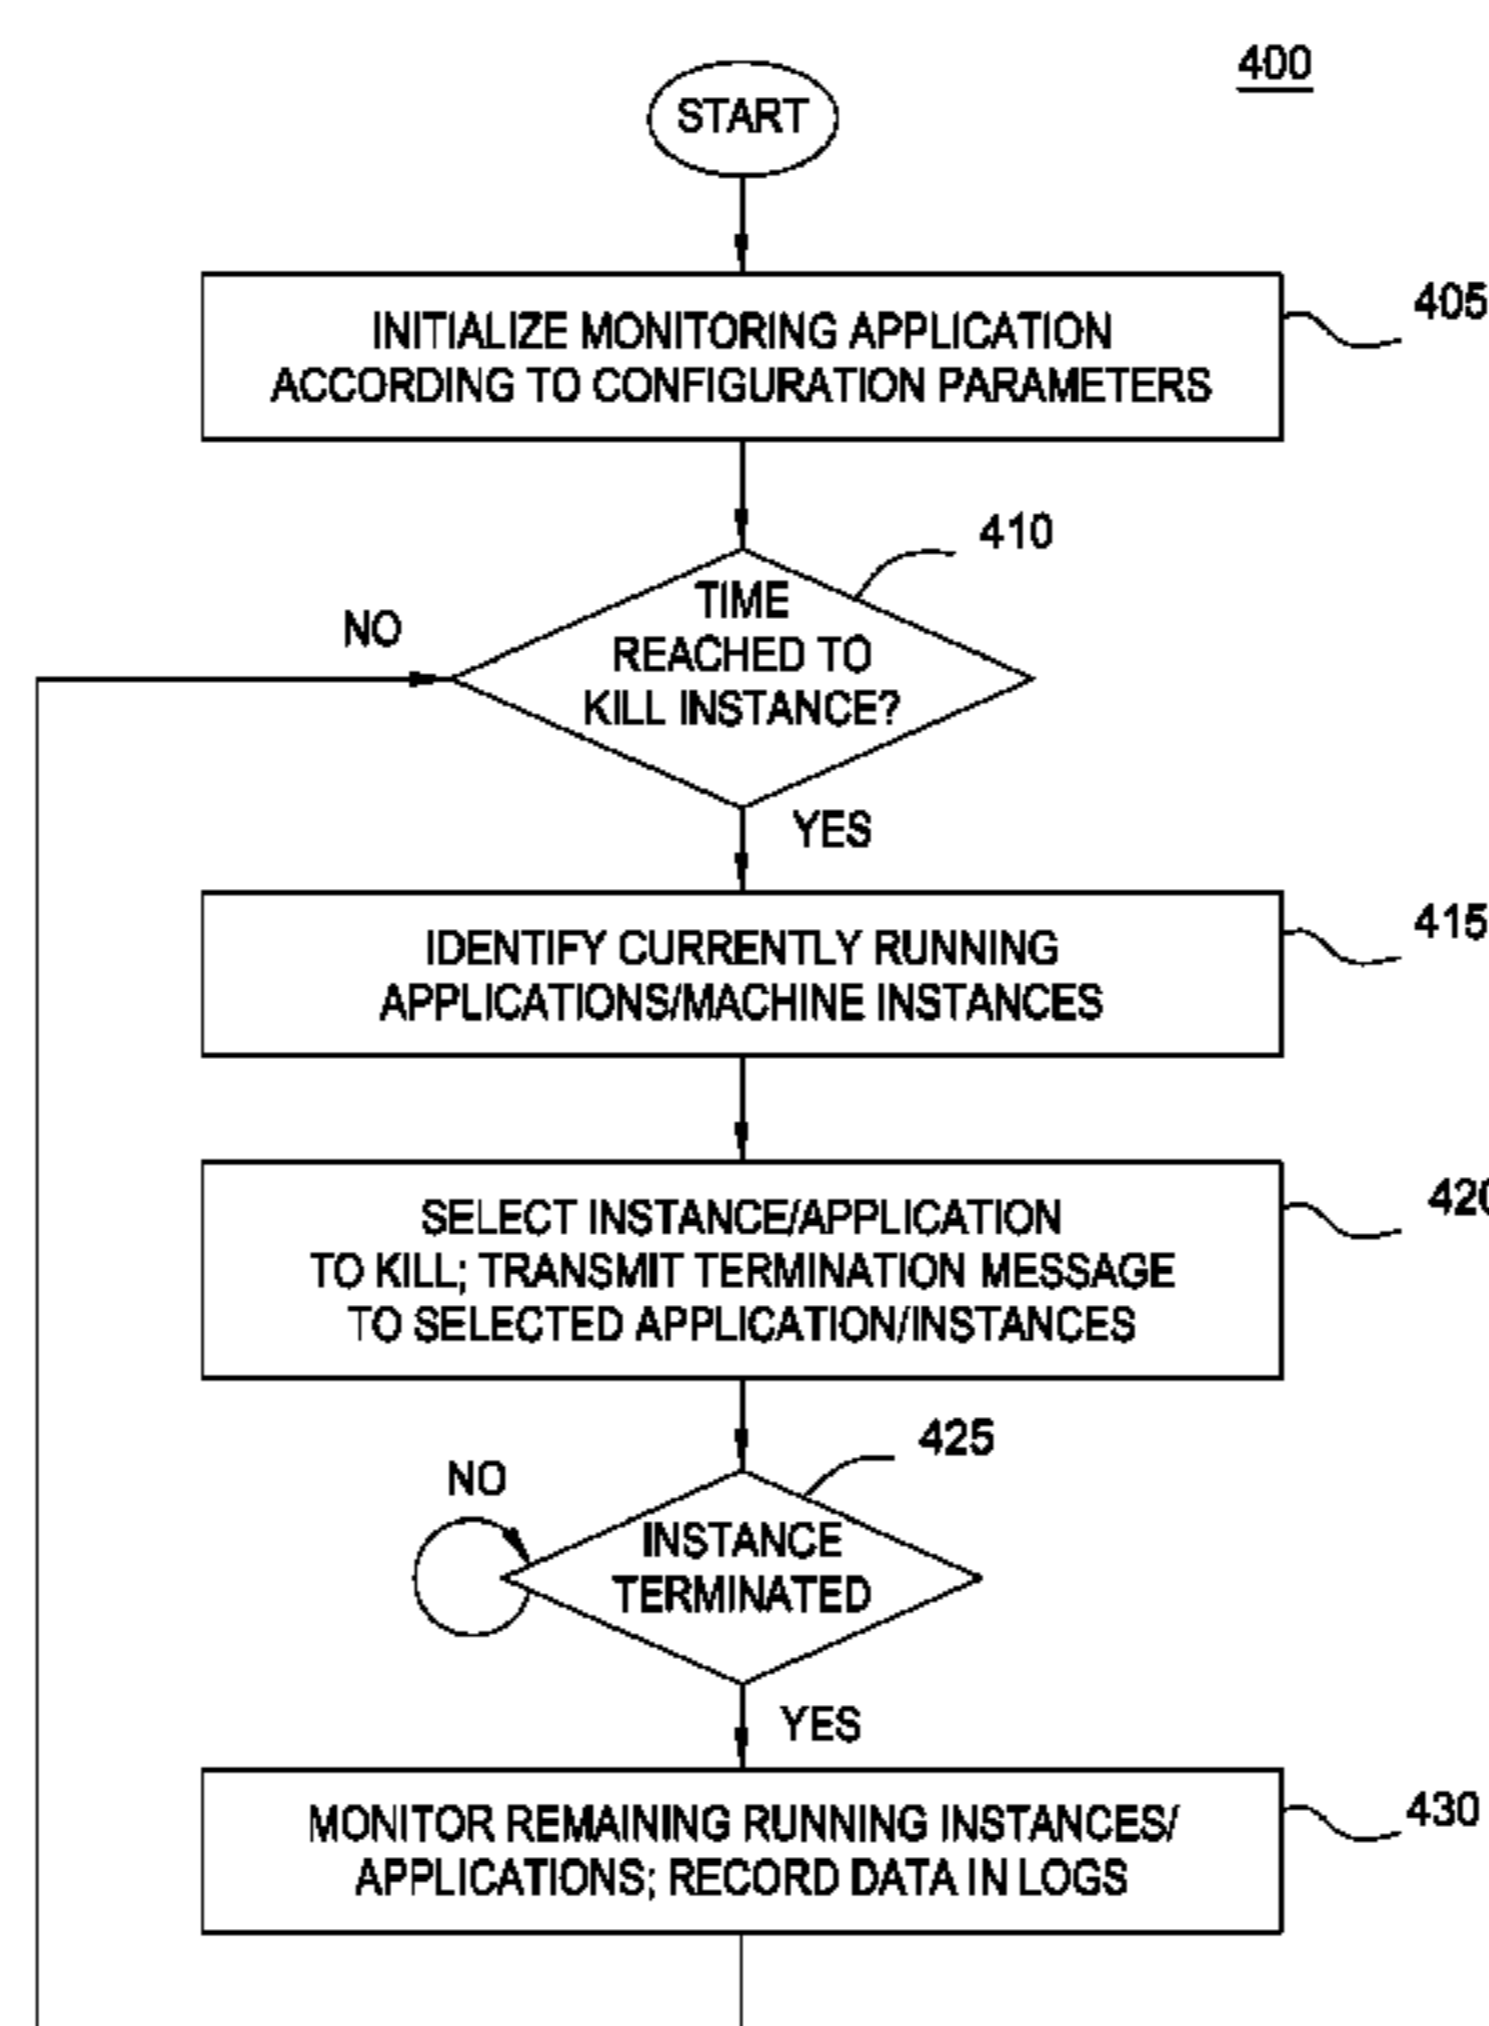 400
START
INITIALIZE MONITORING APPLICATION
ACCORDING TO CONFIGURATION PARAMETERS
405
410
TIME
REACHED TO
KILL INSTANCE?
NO
YES
IDENTIFY CURRENTLY RUNNING
APPLICATIONS/MACHINE INSTANCES
415
SELECT INSTANCE/APPLICATION
TO KILL; TRANSMIT TERMINATION MESSAGE
TO SELECTED APPLICATION/INSTANCES
420
425
NO
INSTANCE
TERMINATED
YES
MONITOR REMAINING RUNNING INSTANCES/
APPLICATIONS; RECORD DATA IN LOGS
430